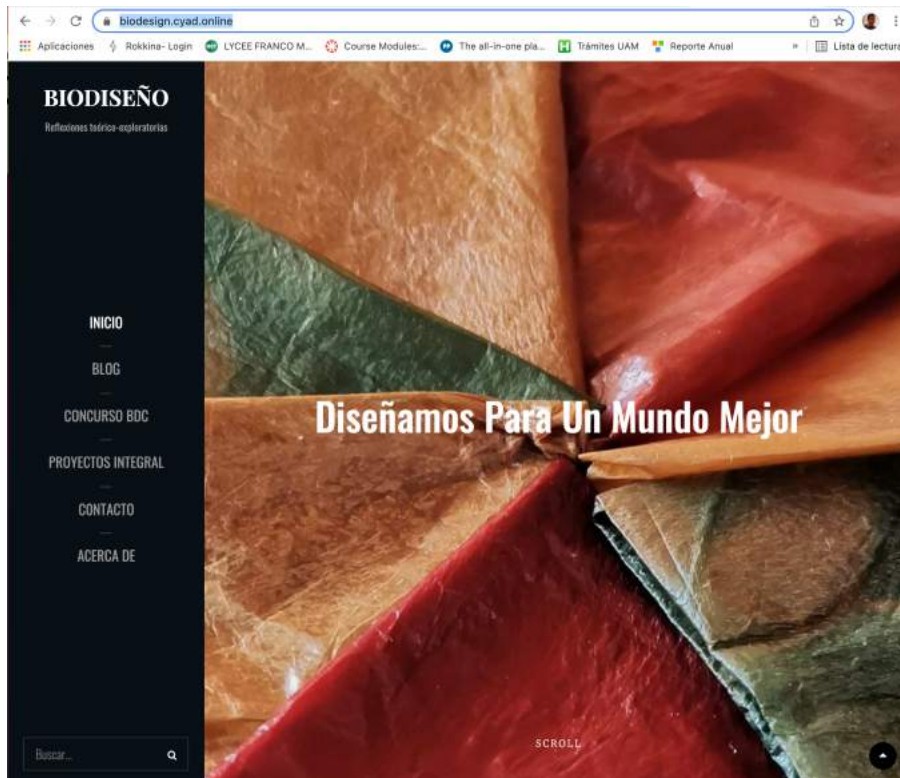 biodesign.cyad.online
Aplicaciones Rokkina- Login LYCEE FRANCO M... Course Modules:... The all-in-one pla... Trámites UAM Reporte Anual » Lista de lectura
BIODISEÑO
Reflexiones teórico-exploratorias
INICIO
BLOG
CONCURSO BDC
PROYECTOS INTEGRAL
CONTACTO
ACERCA DE
Buscar...
Diseñamos Para Un Mundo Mejor
SCROLL